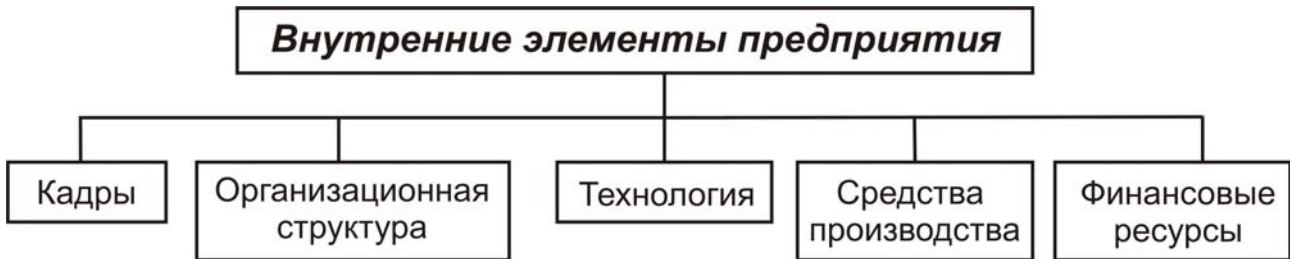 Внутренние элементы предприятия
Кадры
Организационная
структура
Технология
Средства
производства
Финансовые
ресурсы